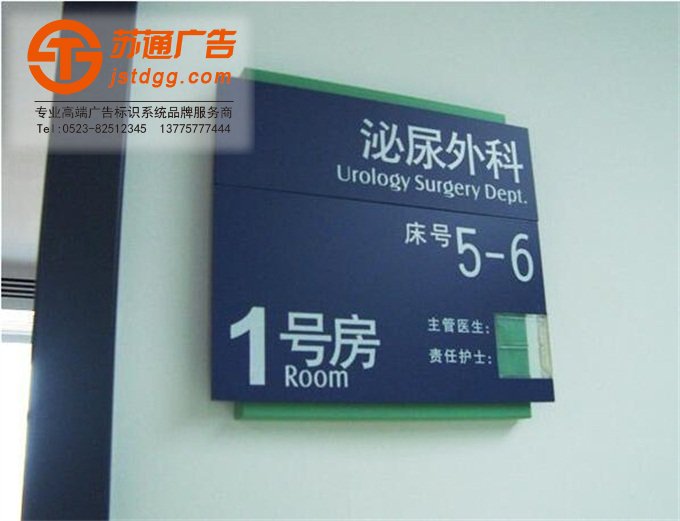 苏通广告
jstdgg.com
专业高端广告标识系统品牌服务商
Tel:0523-82512345 13775777444
泌尿外科
Urology Surgery Dept.
床号 5-6
1号房
Room
主管医生:
责任护士: